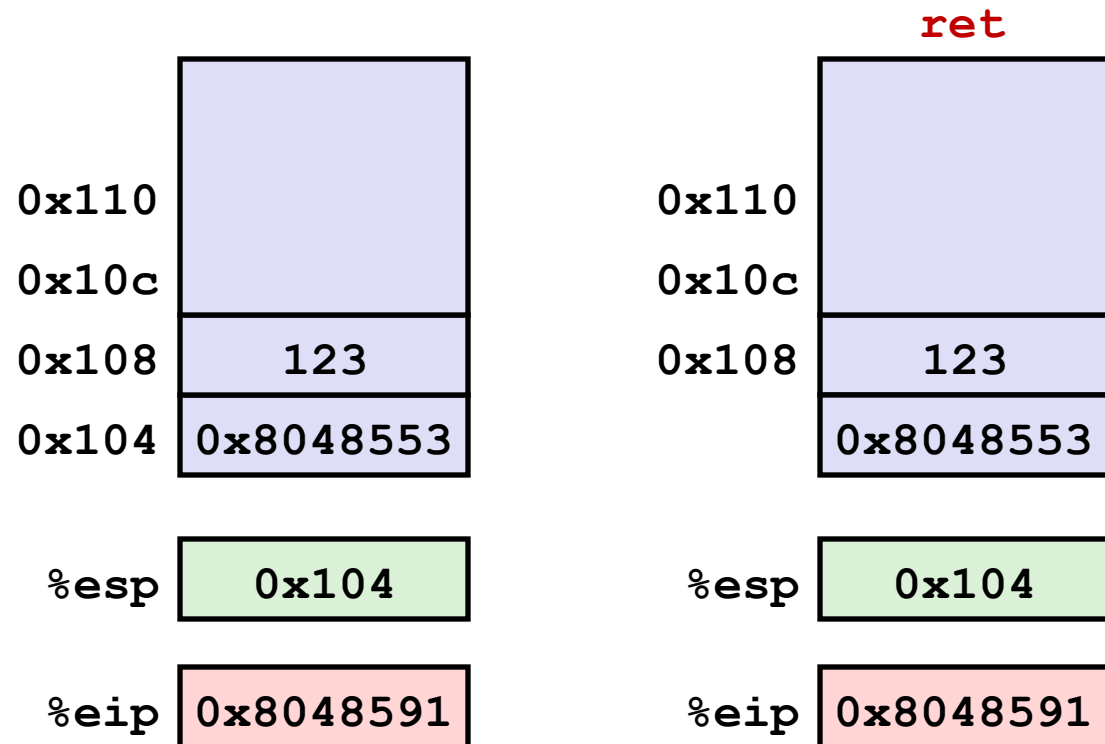 ret
0x110 0x110
0x10c 0x10c
0x108 123 0x108 123
0x104 0x8048553 0x8048553
%esp 0x104 %esp 0x104
%eip 0x8048591 %eip 0x8048591